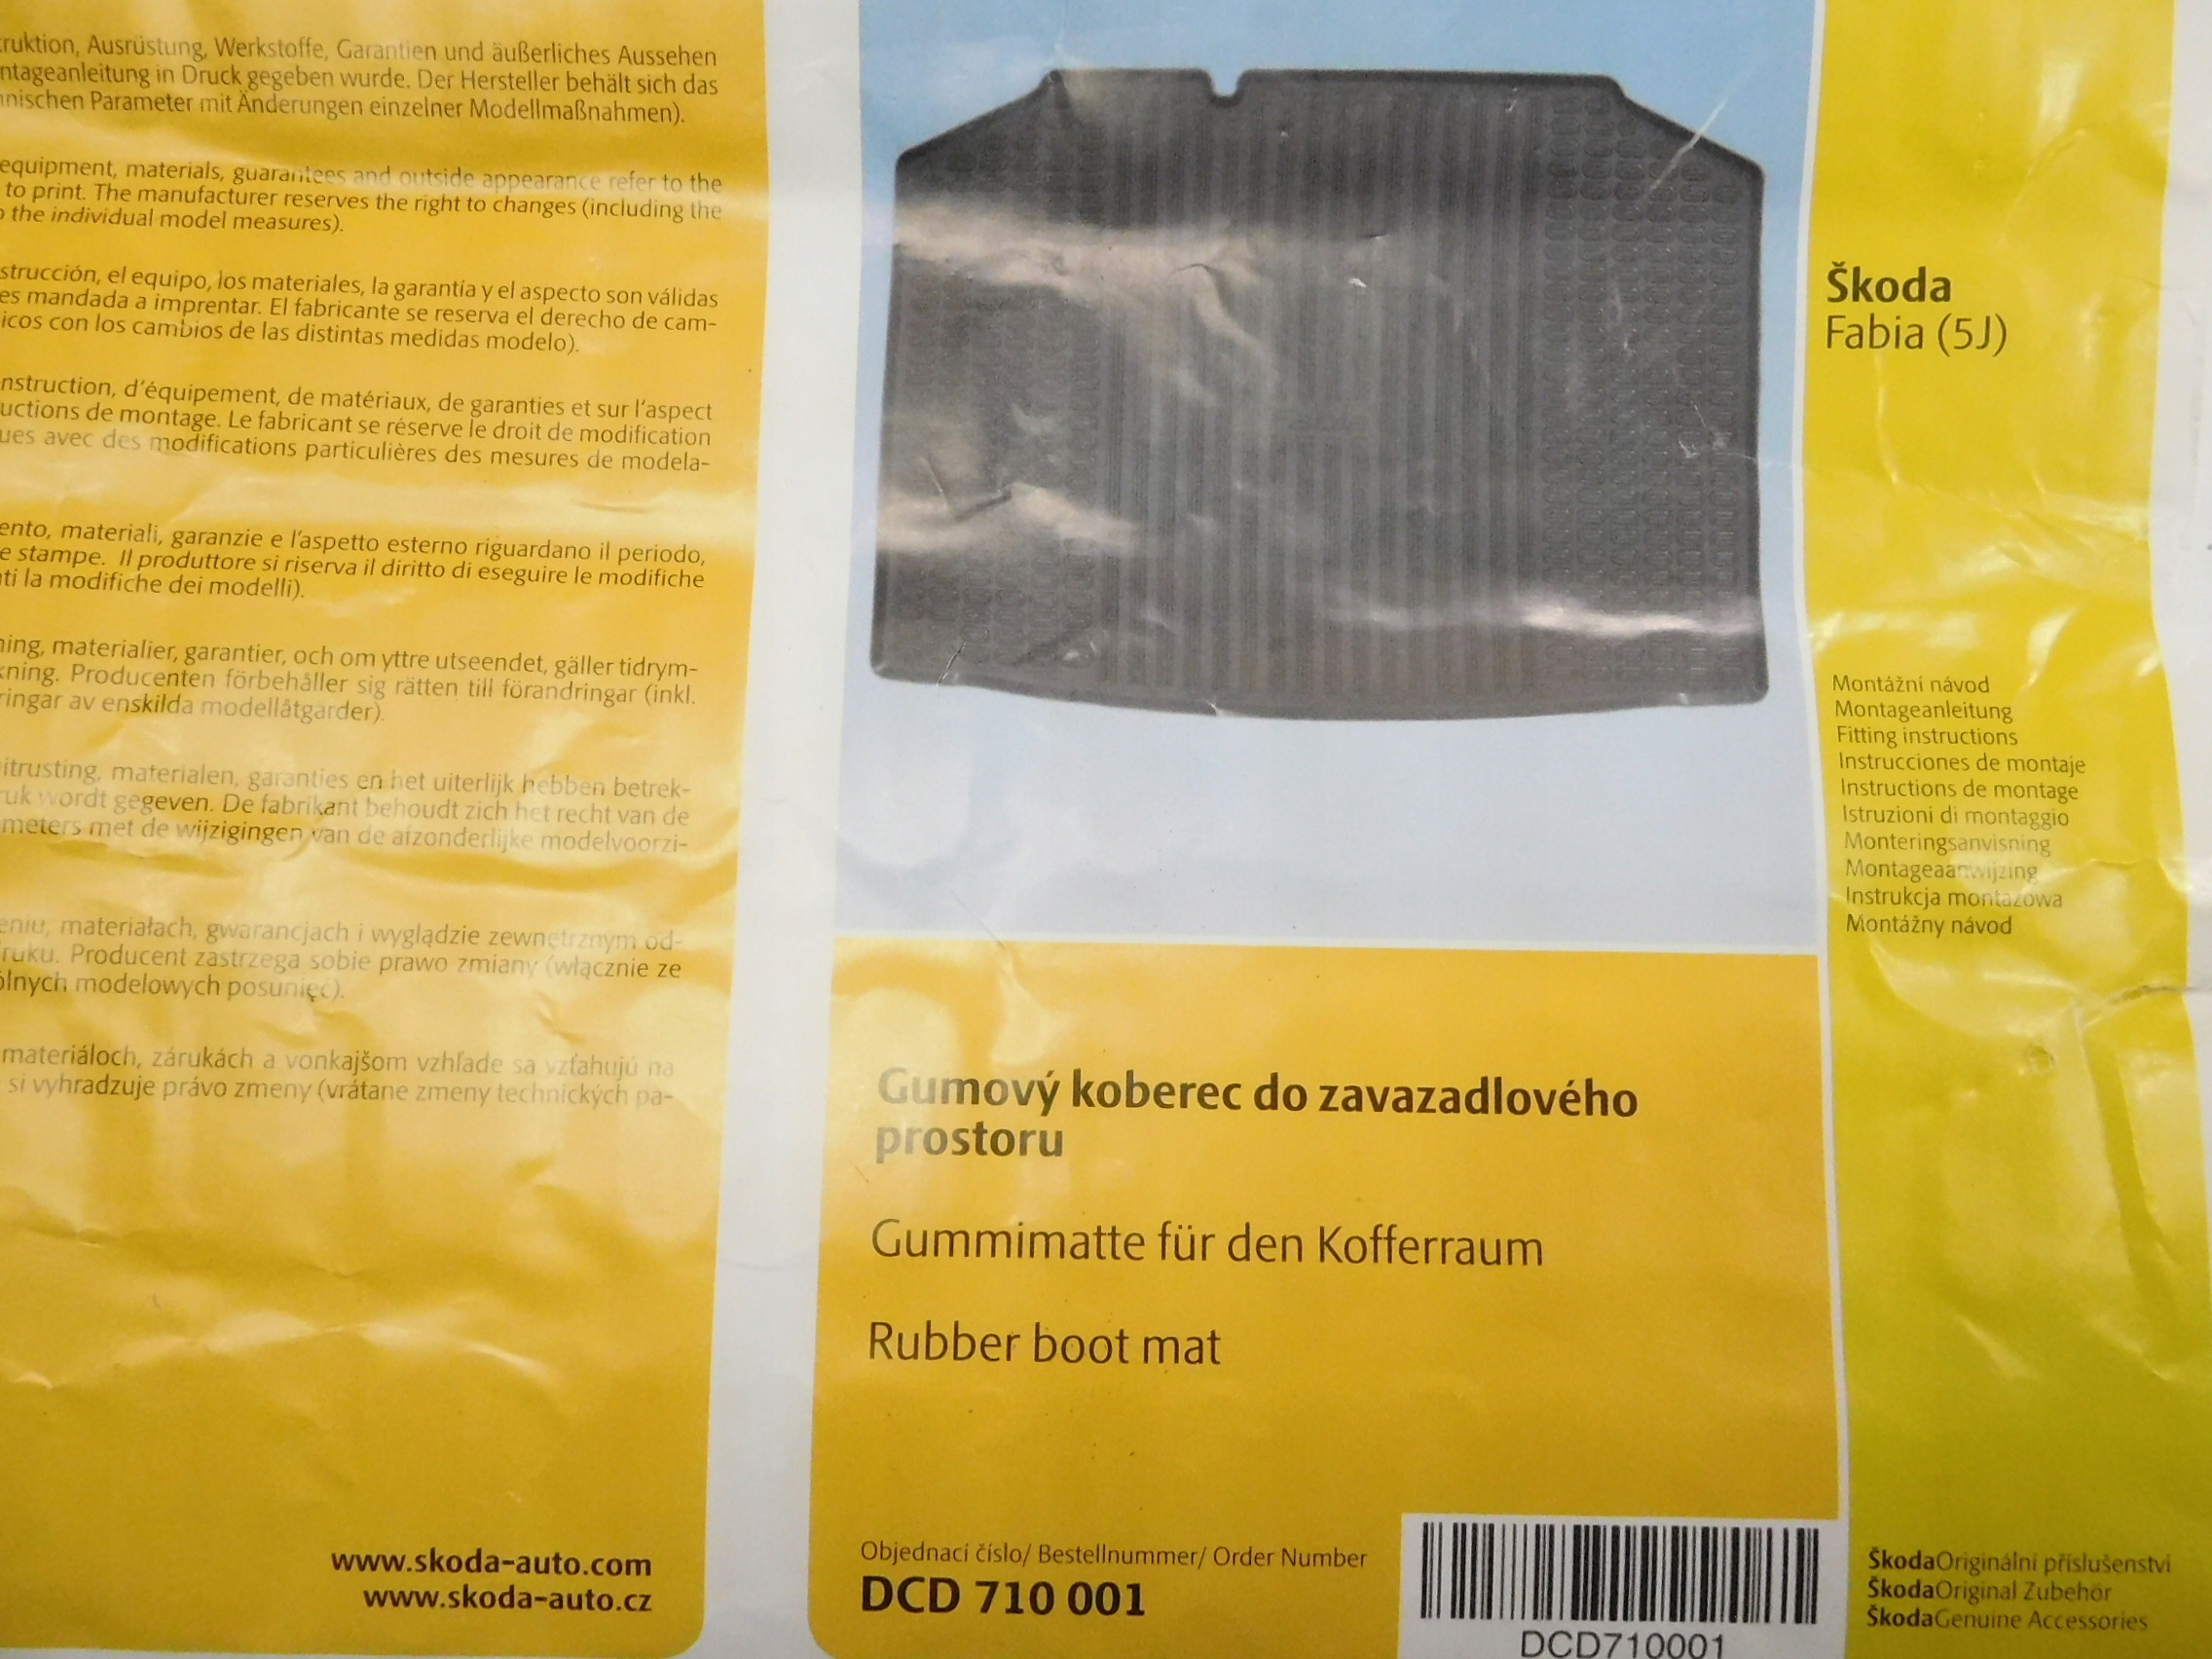 ruktion, Ausrüstung, Werkstoffe, Garantien und äußerliches Aussehen
ntageanleitung in Druck gegeben wurde. Der Hersteller behält sich das
nischen Parameter mit Änderungen einzelner Modellmaßnahmen).
equipment, materials, guarantees and outside appearance refer to the
to print. The manufacturer reserves the right to changes (including the
the individual model measures).
strucción, el equipo, los materiales, la garantía y el aspecto son válidas
es mandada a imprentar. El fabricante se reserva el derecho de cam-
icos con los cambios de las distintas medidas modelo).
nstruction, d'équipement, de matériaux, de garanties et sur l'aspect
uctions de montage. Le fabricant se réserve le droit de modification
ues avec des modifications particulières des mesures de modela-
ento, materiali, garanzie e l'aspetto esterno riguardano il periodo,
e stampe. Il produttore si riserva il diritto di eseguire le modifiche
ti la modifiche dei modelli).
ning, materialier, garantier, och om yttre utseendet, gäller tidrym-
kning. Producenten förbehåller sig rätten till förandringar (inkl.
ringar av enskilda modellåtgarder).
itrusting, materialen, garanties en het uiterlijk hebben betrek-
ruk wordt gegeven. De fabrikant behoudt zich het recht van de
meters met de wijzigingen van de afzonderlijke modelvoorzi-
eniu, materiałach, gwarancjach i wyglądzie zewnętrznym od-
ruku. Producent zastrzega sobie prawo zmiany (włącznie ze
ólnych modelowych posunięć).
materiáloch, zárukách a vonkajšom vzhľade sa vzťahujú na
si vyhradzuje právo zmeny (vrátane zmeny technických pa-
www.skoda-auto.com
www.skoda-auto.cz
Gumový koberec do zavazadlového
prostoru
Gummimatte für den Kofferraum
Rubber boot mat
Objednací číslo/ Bestellnummer/ Order Number
DCD 710 001
DCD710001
Škoda
Fabia (5J)
Montážní návod
Montageanleitung
Fitting instructions
Instrucciones de montaje
Instructions de montage
Istruzioni di montaggio
Monteringsanvisning
Montageaanwijzing
Instrukcja montażowa
Montážny návod
ŠkodaOriginální příslušenství
ŠkodaOriginal Zubehör
ŠkodaGenuine Accessories